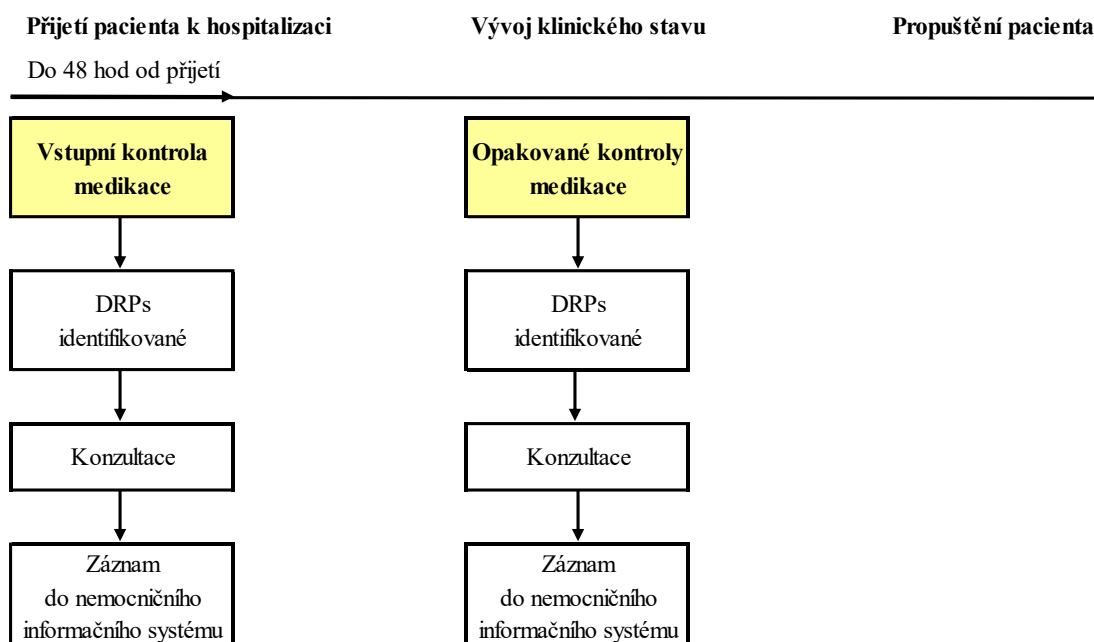 Přijetí pacienta k hospitalizaci
Vývoj klinického stavu
Propuštění pacienta
Do 48 hod od přijetí
Vstupní kontrola
medikace
Opakované kontroly
medikace
DRPs
identifikované
DRPs
identifikované
Konzultace
Konzultace
Záznam
do nemocničního
informačního systému
Záznam
do nemocničního
informačního systému